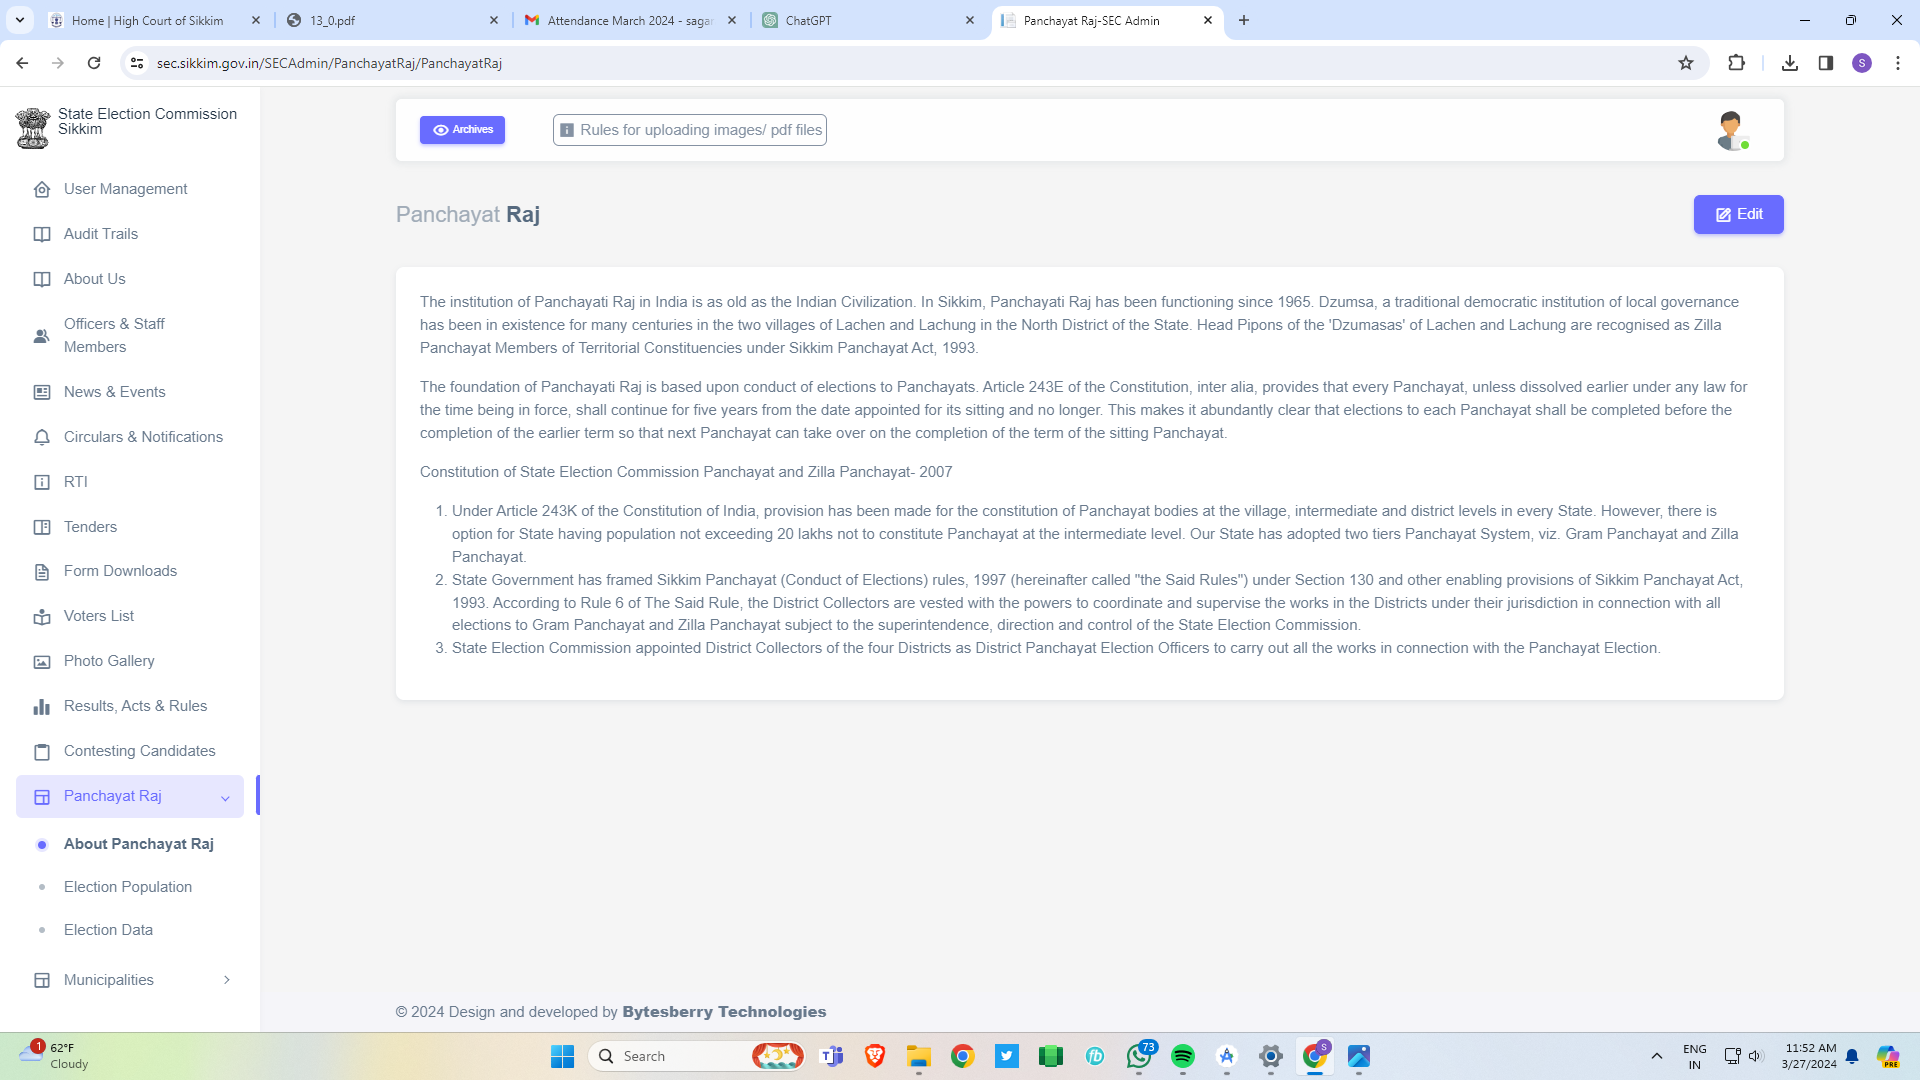 Home | High Court of Sikkim
13_0.pdf
Attendance March 2024 - sagar
ChatGPT
Panchayat Raj-SEC Admin
sec.sikkim.gov.in/SECAdmin/PanchayatRaj/PanchayatRaj
S
State Election Commission
Sikkim
User Management
Audit Trails
About Us
Officers & Staff
Members
News & Events
Circulars & Notifications
RTI
Tenders
Form Downloads
Voters List
Photo Gallery
Results, Acts & Rules
Contesting Candidates
Panchayat Raj
About Panchayat Raj
Election Population
Election Data
Municipalities
Archives
Rules for uploading images/ pdf files
Panchayat Raj
Edit
The institution of Panchayati Raj in India is as old as the Indian Civilization. In Sikkim, Panchayati Raj has been functioning since 1965. Dzumsa, a traditional democratic institution of local governance
has been in existence for many centuries in the two villages of Lachen and Lachung in the North District of the State. Head Pipons of the 'Dzumasas' of Lachen and Lachung are recognised as Zilla
Panchayat Members of Territorial Constituencies under Sikkim Panchayat Act, 1993.
The foundation of Panchayati Raj is based upon conduct of elections to Panchayats. Article 243E of the Constitution, inter alia, provides that every Panchayat, unless dissolved earlier under any law for
the time being in force, shall continue for five years from the date appointed for its sitting and no longer. This makes it abundantly clear that elections to each Panchayat shall be completed before the
completion of the earlier term so that next Panchayat can take over on the completion of the term of the sitting Panchayat.
Constitution of State Election Commission Panchayat and Zilla Panchayat- 2007
1. Under Article 243K of the Constitution of India, provision has been made for the constitution of Panchayat bodies at the village, intermediate and district levels in every State. However, there is
option for State having population not exceeding 20 lakhs not to constitute Panchayat at the intermediate level. Our State has adopted two tiers Panchayat System, viz. Gram Panchayat and Zilla
Panchayat.
2. State Government has framed Sikkim Panchayat (Conduct of Elections) rules, 1997 (hereinafter called "the Said Rules") under Section 130 and other enabling provisions of Sikkim Panchayat Act,
1993. According to Rule 6 of The Said Rule, the District Collectors are vested with the powers to coordinate and supervise the works in the Districts under their jurisdiction in connection with all
elections to Gram Panchayat and Zilla Panchayat subject to the superintendence, direction and control of the State Election Commission.
3. State Election Commission appointed District Collectors of the four Districts as District Panchayat Election Officers to carry out all the works in connection with the Panchayat Election.
© 2024 Design and developed by Bytesberry Technologies
1
62°F
Cloudy
Search
73
S
ENG
IN
11:52 AM
3/27/2024
PRE